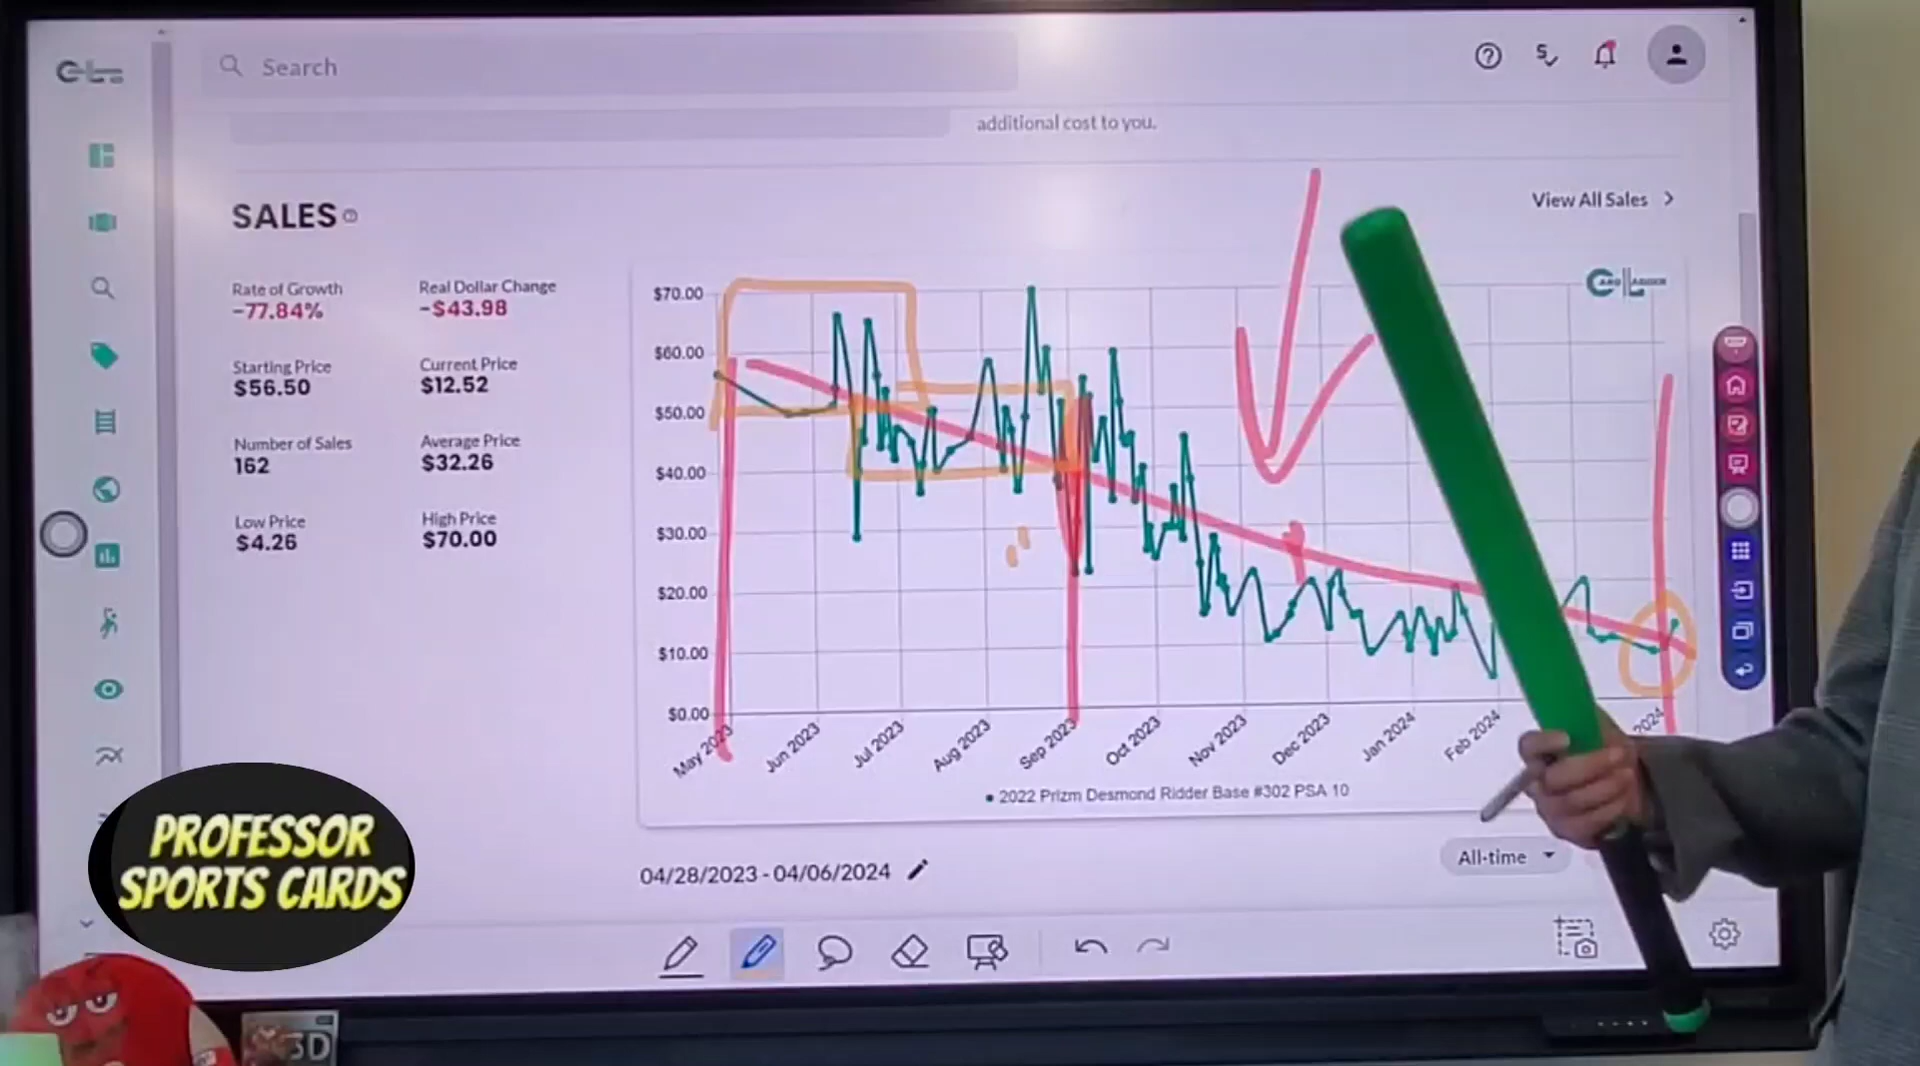 Search
additional cost to you.
SALES
View All Sales
Rate of Growth
-77.84%
Real Dollar Change
-$43.98
Starting Price
$56.50
Current Price
$12.52
Number of Sales
162
Average Price
$32.26
Low Price
$4.26
High Price
$70.00
CARD LADDER
$70.00
$60.00
$50.00
$40.00
$30.00
$20.00
$10.00
$0.00
May 2023
Jun 2023
Jul 2023
Aug 2023
Sep 2023
Oct 2023
Nov 2023
Dec 2023
Jan 2024
Feb 2024
2024
2022 Prizm Desmond Ridder Base #302 PSA 10
04/28/2023 - 04/06/2024
All-time
PROFESSOR
SPORTS CARDS
3D